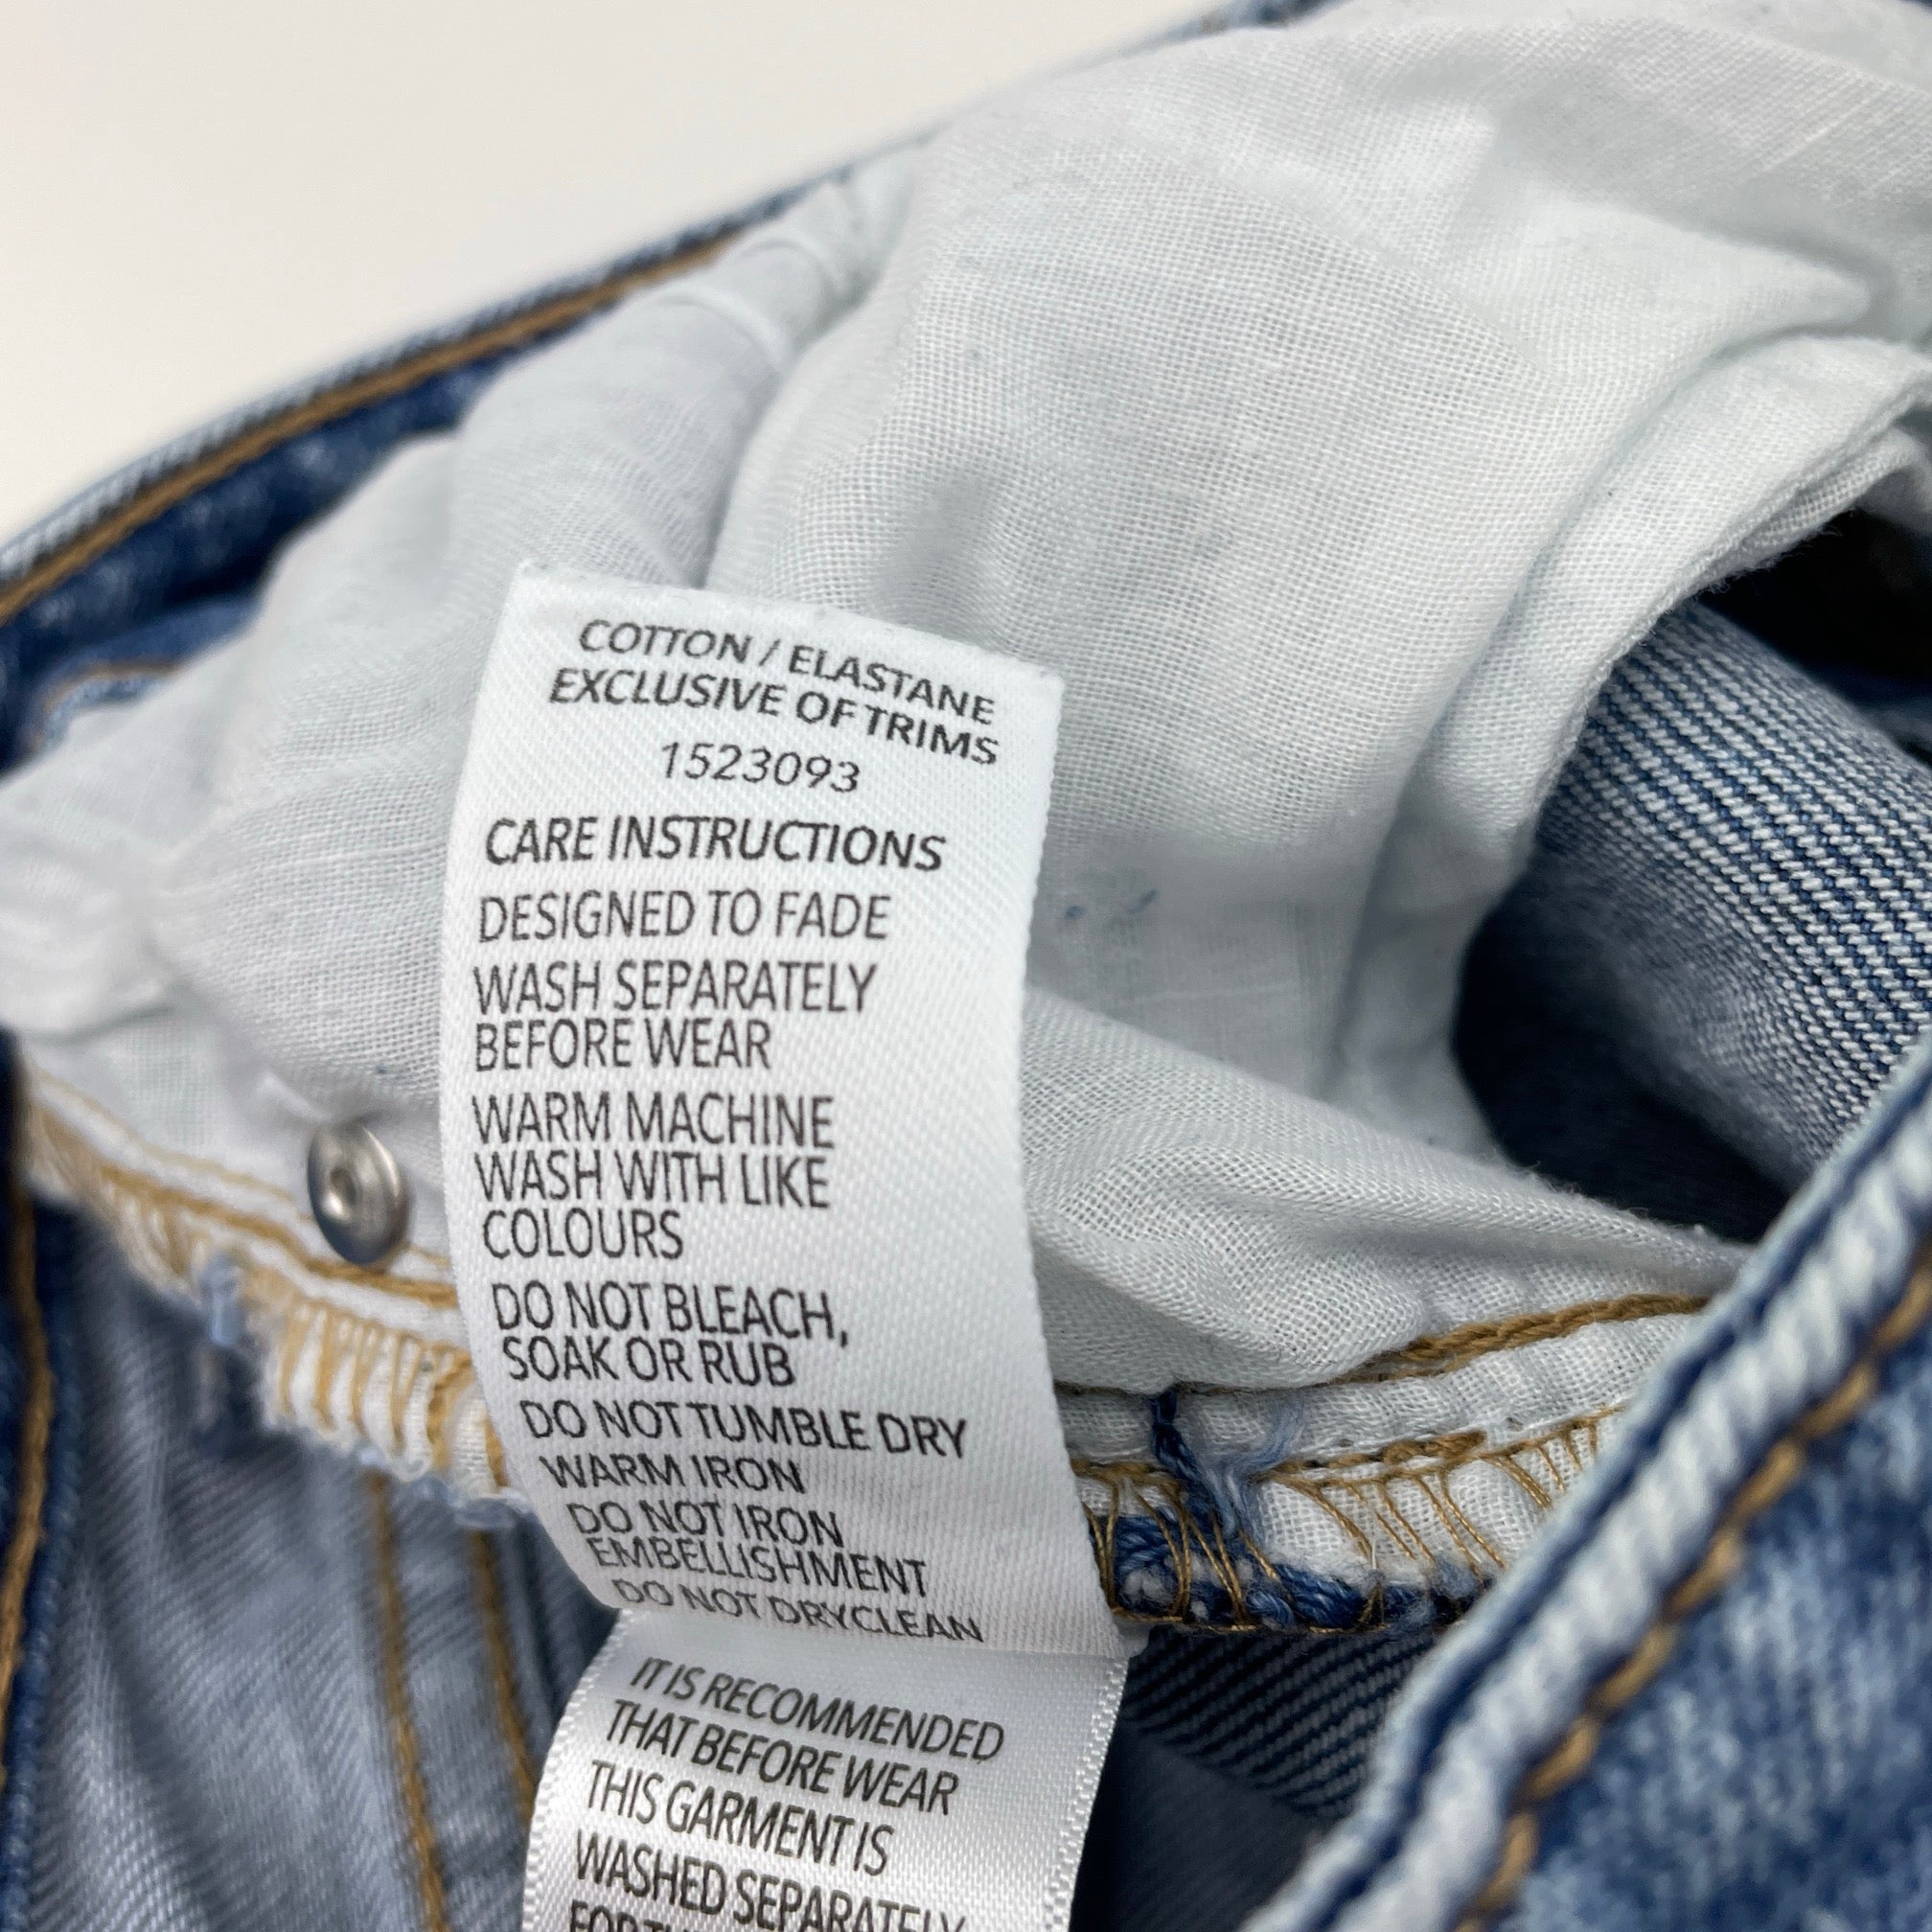 COTTON / ELASTANE
EXCLUSIVE OF TRIMS
1523093
CARE INSTRUCTIONS
DESIGNED TO FADE
WASH SEPARATELY
BEFORE WEAR
WARM MACHINE
WASH WITH LIKE
COLOURS
DO NOT BLEACH,
SOAK OR RUB
DO NOT TUMBLE DRY
WARM IRON
DO NOT IRON
EMBELLISHMENT
DO NOT DRYCLEAN
IT IS RECOMMENDED
THAT BEFORE WEAR
THIS GARMENT IS
WASHED SEPARATELY